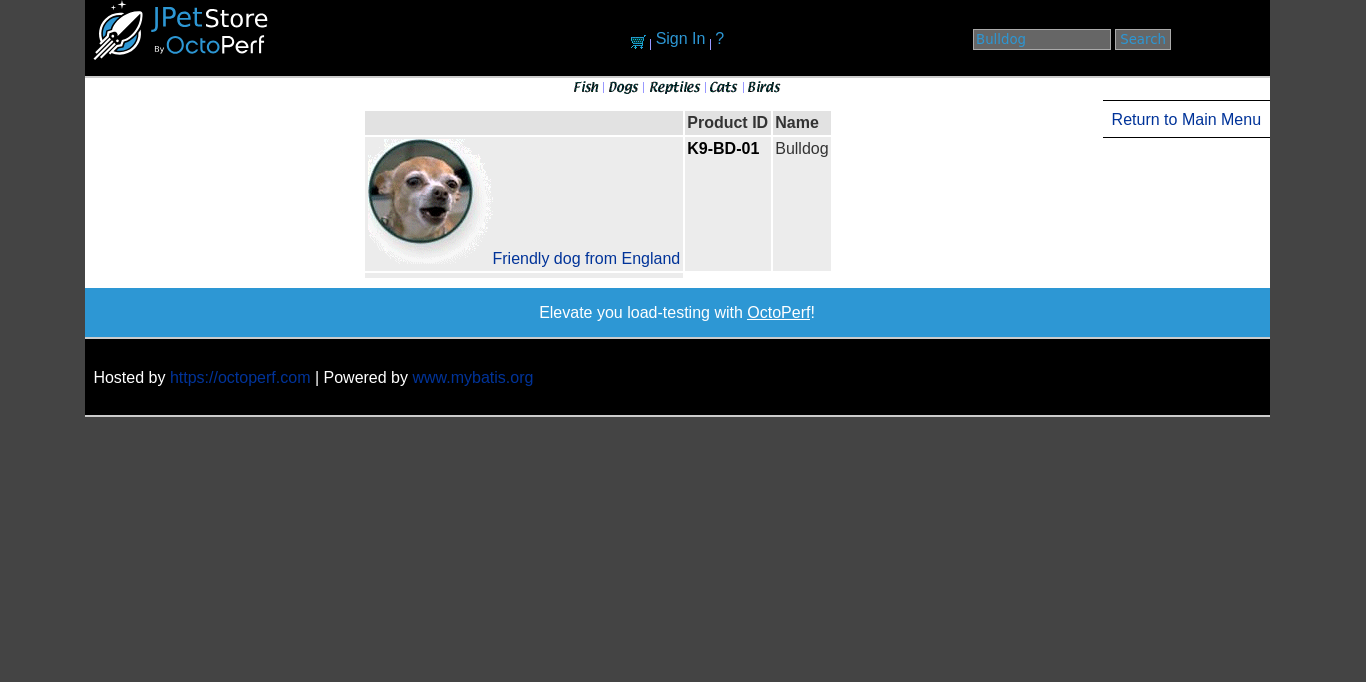 JPetStore
By OctoPerf
Sign In ?
Bulldog Search
Fish Dogs Reptiles Cats Birds
Return to Main Menu
Product ID Name
K9-BD-01 Bulldog
Friendly dog from England
Elevate you load-testing with OctoPerf!
Hosted by https://octoperf.com | Powered by www.mybatis.org